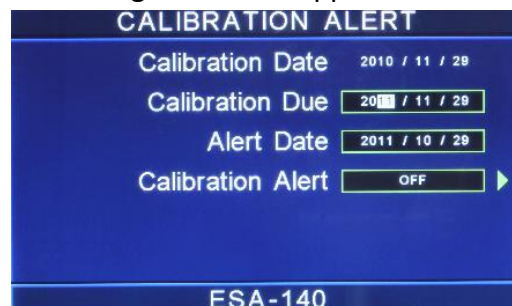 CALIBRATION ALERT
Calibration Date 2010 / 11 / 29
Calibration Due 2011 / 11 / 29
Alert Date 2011 / 10 / 29
Calibration Alert OFF
ESA-140